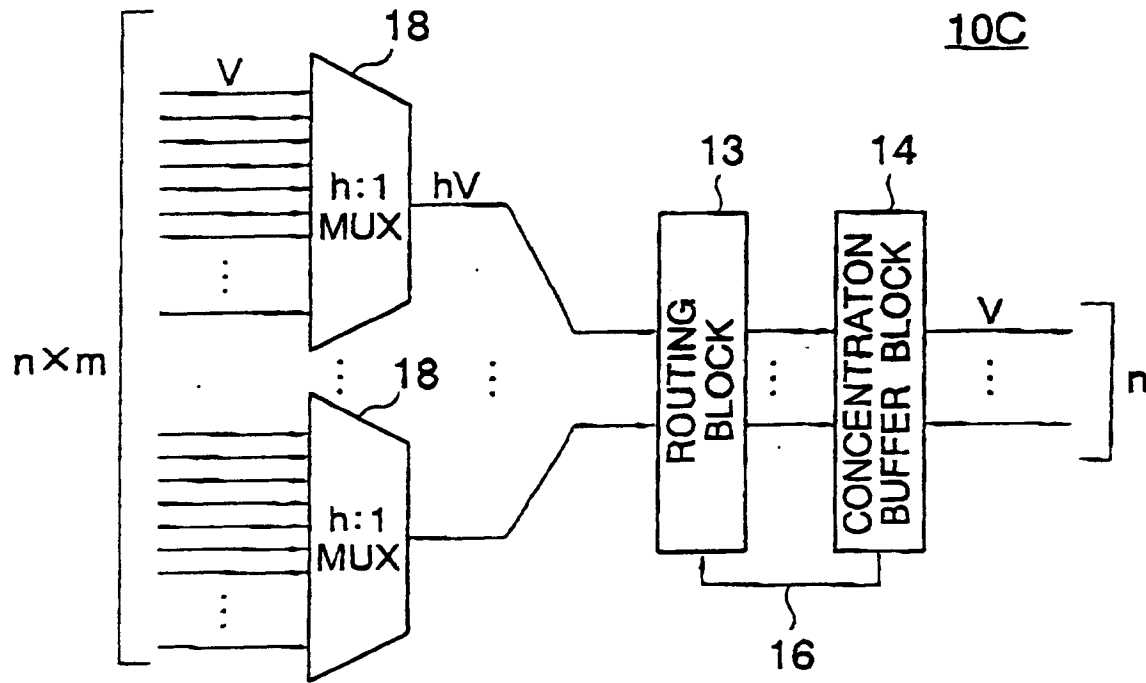 18
10C
V
h:1
MUX
hV
13
14
ROUTING
BLOCK
CONCENTRATON
BUFFER BLOCK
V
n×m
18
n
h:1
MUX
16